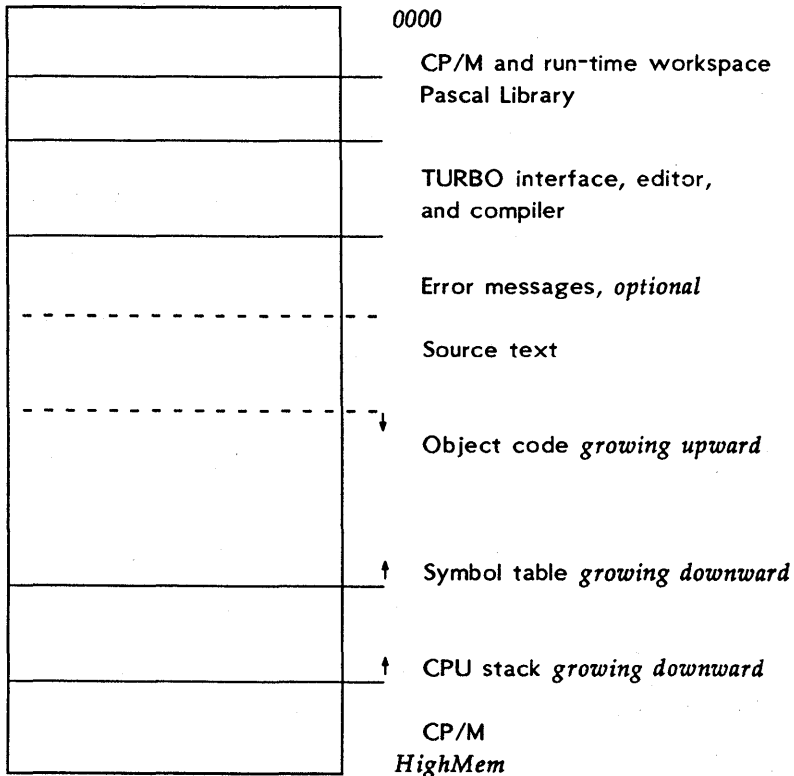 0000
CP/M and run-time workspace
Pascal Library
TURBO interface, editor,
and compiler
Error messages, optional
Source text
Object code growing upward
Symbol table growing downward
CPU stack growing downward
CP/M
HighMem